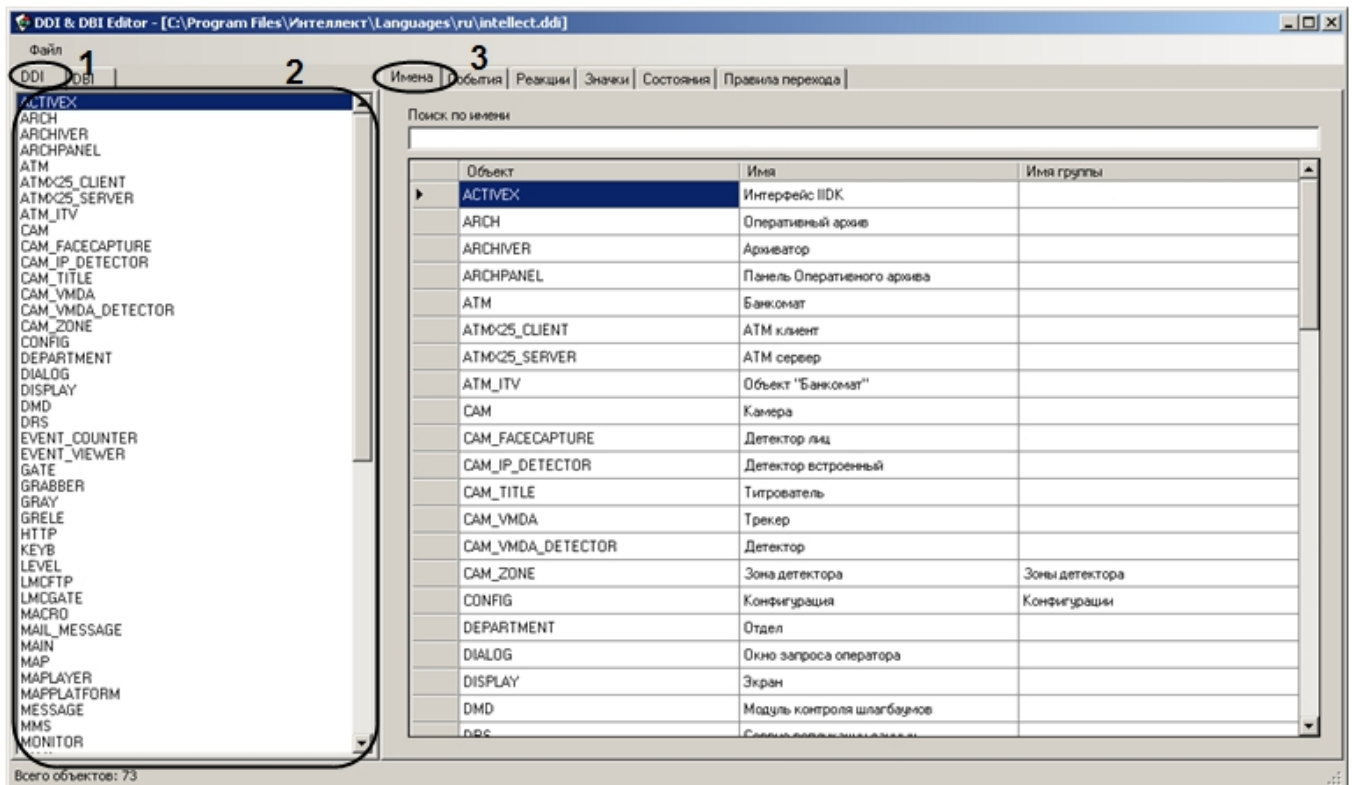 DDI & DBI Editor - [C:\Program Files\Интеллект\Languages\ru\intellect.ddi]
Файл
1
2
3
DDI DBI
Имена События Реакции Значки Состояния Правила перехода
ACTIVEX
ARCH
ARCHIVER
ARCHPANEL
ATM
ATMX25_CLIENT
ATMX25_SERVER
ATM_ITV
CAM
CAM_FACECAPTURE
CAM_IP_DETECTOR
CAM_TITLE
CAM_VMDA
CAM_VMDA_DETECTOR
CAM_ZONE
CONFIG
DEPARTMENT
DIALOG
DISPLAY
DMD
DRS
EVENT_COUNTER
EVENT_VIEWER
GATE
GRABBER
GRAY
GRELE
HTTP
KEYB
LEVEL
LMCFTP
LMCGATE
MACRO
MAIL_MESSAGE
MAIN
MAP
MAPLAYER
MAPPLATFORM
MESSAGE
MMS
MONITOR
Поиск по имени
Объект Имя Имя группы
ACTIVEX Интерфейс IIDK
ARCH Оперативный архив
ARCHIVER Архиватор
ARCHPANEL Панель Оперативного архива
ATM Банкомат
ATMX25_CLIENT ATM клиент
ATMX25_SERVER ATM сервер
ATM_ITV Объект "Банкомат"
CAM Камера
CAM_FACECAPTURE Детектор лиц
CAM_IP_DETECTOR Детектор встроенный
CAM_TITLE Титрователь
CAM_VMDA Трекер
CAM_VMDA_DETECTOR Детектор
CAM_ZONE Зона детектора Зоны детектора
CONFIG Конфигурация Конфигурации
DEPARTMENT Отдел
DIALOG Окно запроса оператора
DISPLAY Экран
DMD Модуль контроля шлагбаумов
DRS
Всего объектов: 73